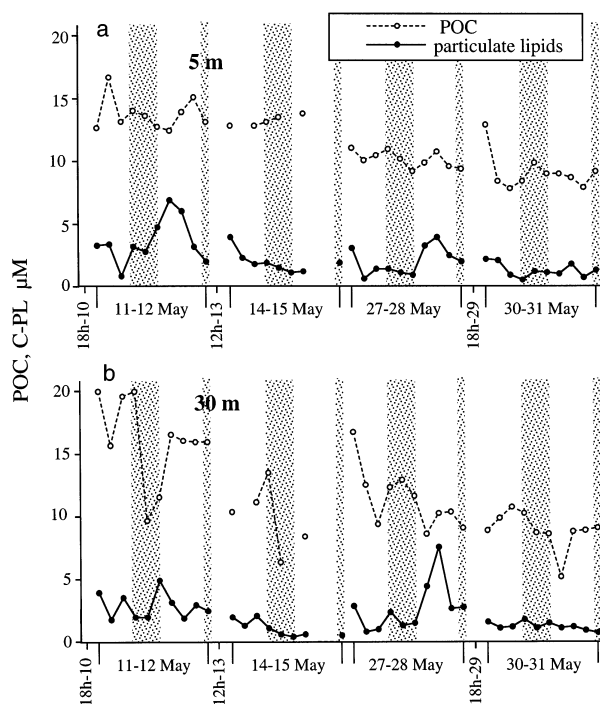 a
POC
particulate lipids
5 m
20
15
10
5
0
18h-10
11-12 May
12h-13
14-15 May
27-28 May
18h-29
30-31 May
POC, C-PL µM
b
30 m
20
15
10
5
0
18h-10
11-12 May
12h-13
14-15 May
27-28 May
18h-29
30-31 May